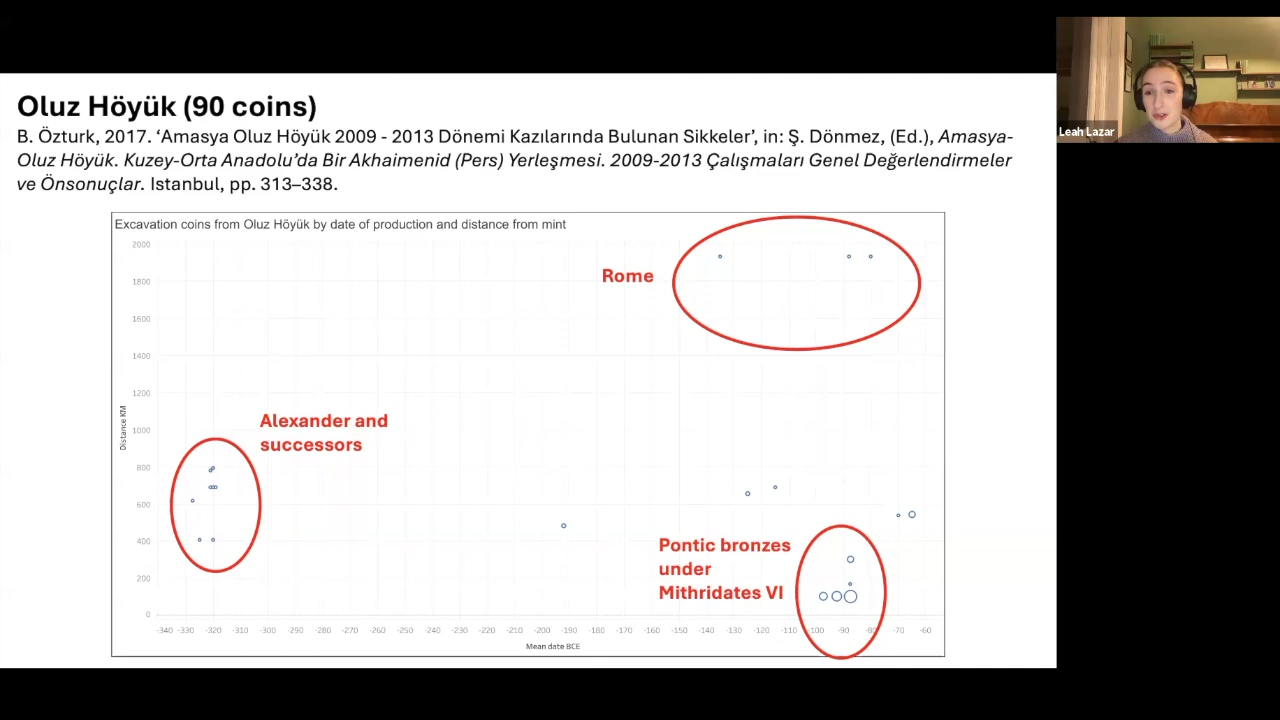 Oluz Höyük (90 coins)
B. Özturk, 2017. ‘Amasya Oluz Höyük 2009 - 2013 Dönemi Kazılarında Bulunan Sikkeler’, in: Ş. Dönmez, (Ed.), Amasya-
Oluz Höyük. Kuzey-Orta Anadolu’da Bir Akhaimenid (Pers) Yerleşmesi. 2009-2013 Çalışmaları Genel Değerlendirmeler
ve Önsonuçlar. Istanbul, pp. 313–338.
Leah Lazar
Excavation coins from Oluz Höyük by date of production and distance from mint
2000
1800
1600
1400
1200
1000
800
600
400
200
0
Distance KM
Rome
Alexander and
successors
Pontic bronzes
under
Mithridates VI
-340 -330 -320 -310 -300 -290 -280 -270 -260 -250 -240 -230 -220 -210 -200 -190 -180 -170 -160 -150 -140 -130 -120 -110 -100 -90 -80 -70 -60
Mean date BCE